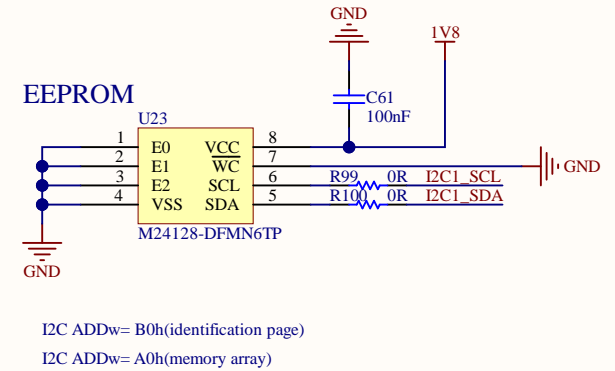 GND
1V8
EEPROM
C61
100nF
U23
1 E0 VCC 8
2 E1 WC 7 GND
3 E2 SCL 6 R99 0R I2C1_SCL
4 VSS SDA 5 R100 0R I2C1_SDA
M24128-DFMN6TP
GND
I2C ADDw= B0h(identification page)
I2C ADDw= A0h(memory array)